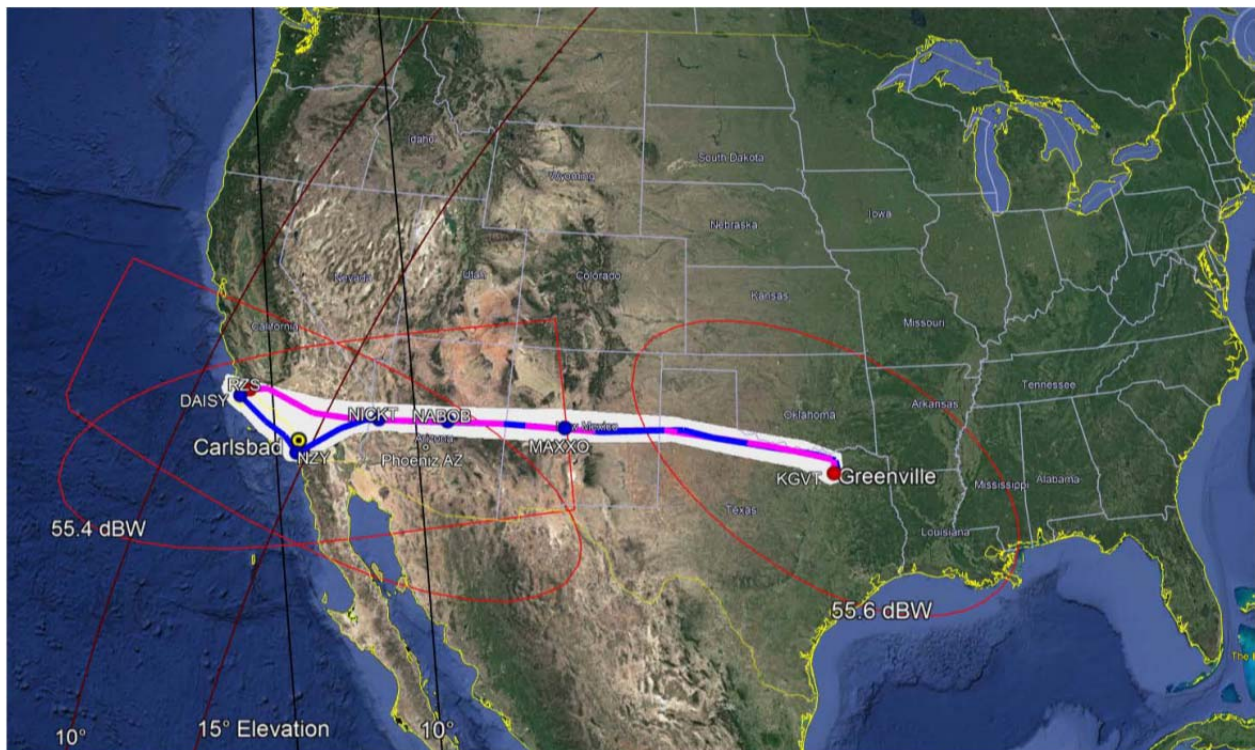 Idaho
South Dakota
Wyoming
Iowa
Nebraska
Nevada
Utah
Colorado
Kansas
California
Missouri
RZS
DAISY
NICKT
NABOB
Tennessee
Oklahoma
Arkansas
Carlsbad
NZY
Arizona
Phoeniz AZ
New Mexico
MAXXO
KGVT
Greenville
Mississippi
Alabama
Texas
Louisiana
55.4 dBW
55.6 dBW
The
10°
15° Elevation
10°